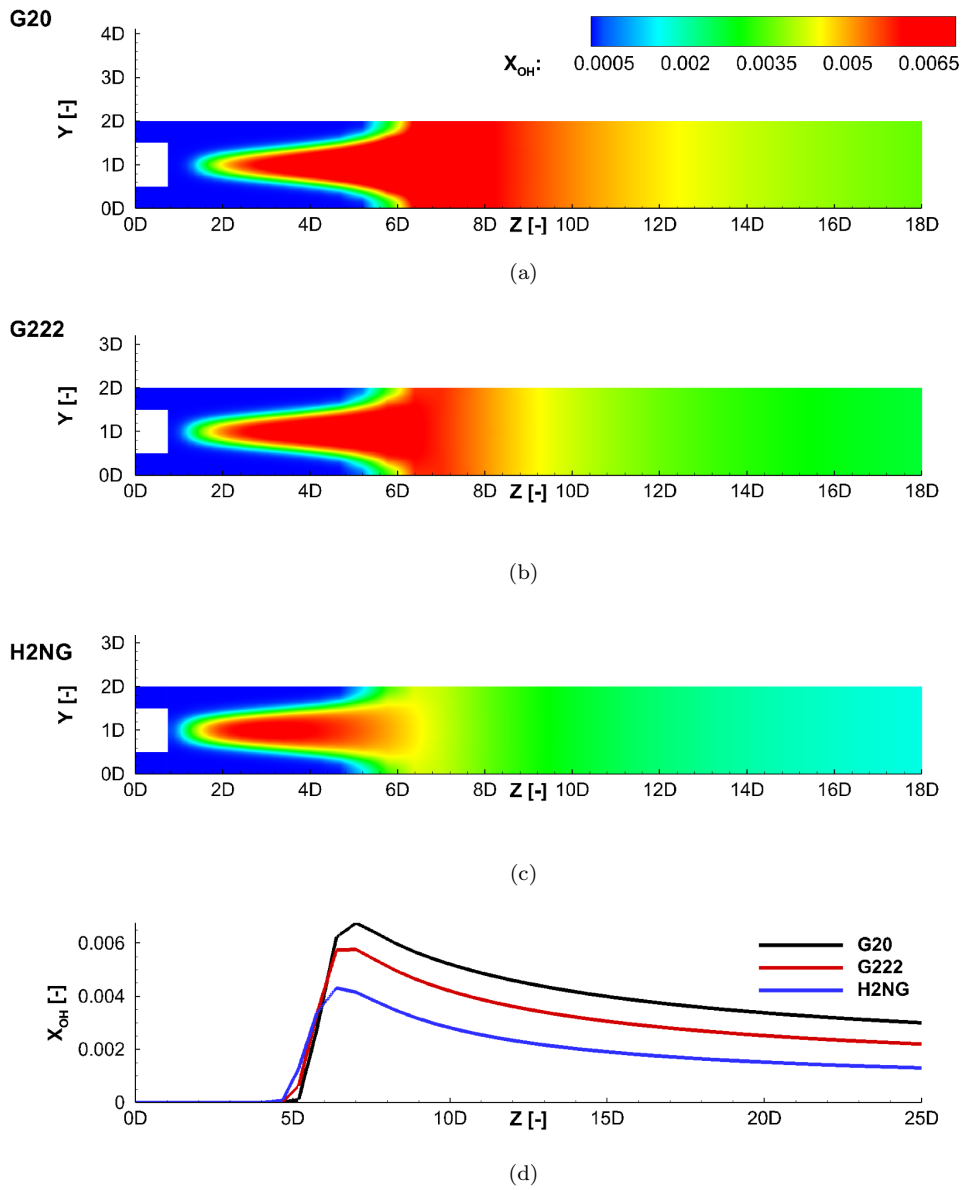 G20
4D
3D
2D
1D
0D
Y [-]
X_OH: 0.0005 0.002 0.0035 0.005 0.0065
0D 2D 4D 6D 8D Z [-] 10D 12D 14D 16D 18D
(a)
G222
3D
2D
1D
0D
Y [-]
0D 2D 4D 6D 8D Z [-] 10D 12D 14D 16D 18D
(b)
H2NG
3D
2D
1D
0D
Y [-]
0D 2D 4D 6D 8D Z [-] 10D 12D 14D 16D 18D
(c)
X_OH [-]
0.006
0.004
0.002
0
G20
G222
H2NG
0D 5D 10D Z [-] 15D 20D 25D
(d)